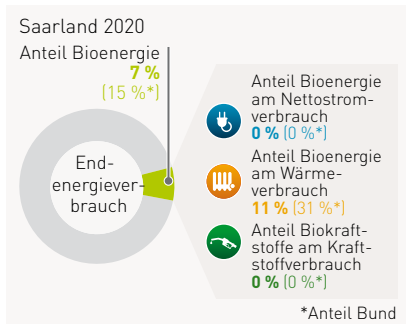 Saarland 2020
Anteil Bioenergie
7 %
(15 %*)
End-
energiever-
brauch
Anteil Bioenergie
am Nettostrom-
verbrauch
0 % (0 %*)
Anteil Bioenergie
am Wärme-
verbrauch
11 % (31 %*)
Anteil Biokraft-
stoffe am Kraft-
stoffverbrauch
0 % (0 %*)
*Anteil Bund